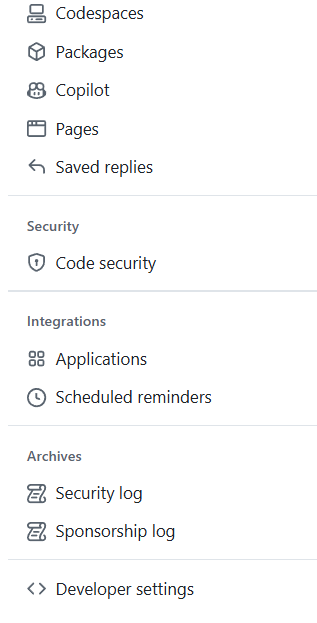 Codespaces
Packages
Copilot
Pages
Saved replies
Security
Code security
Integrations
Applications
Scheduled reminders
Archives
Security log
Sponsorship log
Developer settings